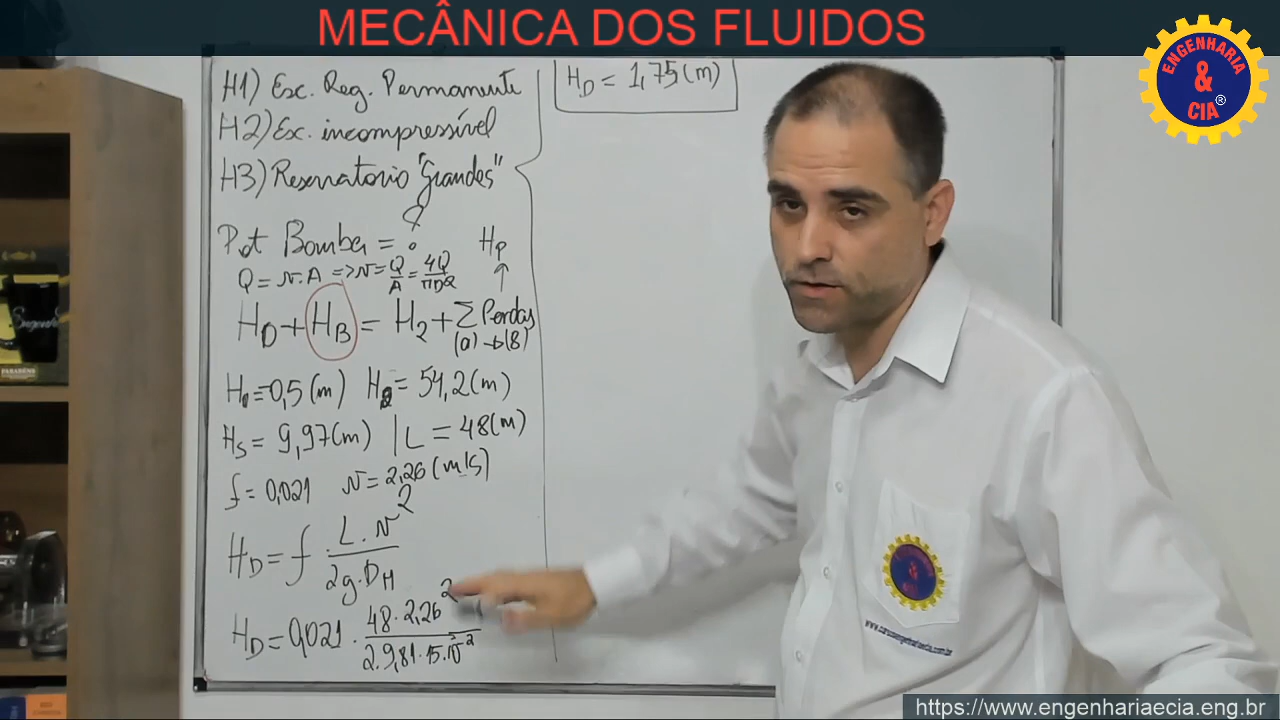 MECÂNICA DOS FLUIDOS
ENGENHARIA
&
CIA®
H1) Esc. Reg. Permanente
H2) Esc. incompressível
H3) Reservatorio "Grandes"
Pot Bomba = ?
Hp
Q = v.A => v = Q/A = 4Q/πD²
HD + HB = H2 + Σ Perdas
(0) → (8)
H0 = 0,5 (m) H2 = 54,2 (m)
Hs = 9,97 (m) | L = 48 (m)
f = 0,021 v = 2,26 (m/s)
HD = f . L . v² / 2g . DH
HD = 0,021 . 48 . 2,26² / 2 . 9,81 . 15.10⁻²
HD = 1,75 (m)
https://www.engenhariaecia.eng.br